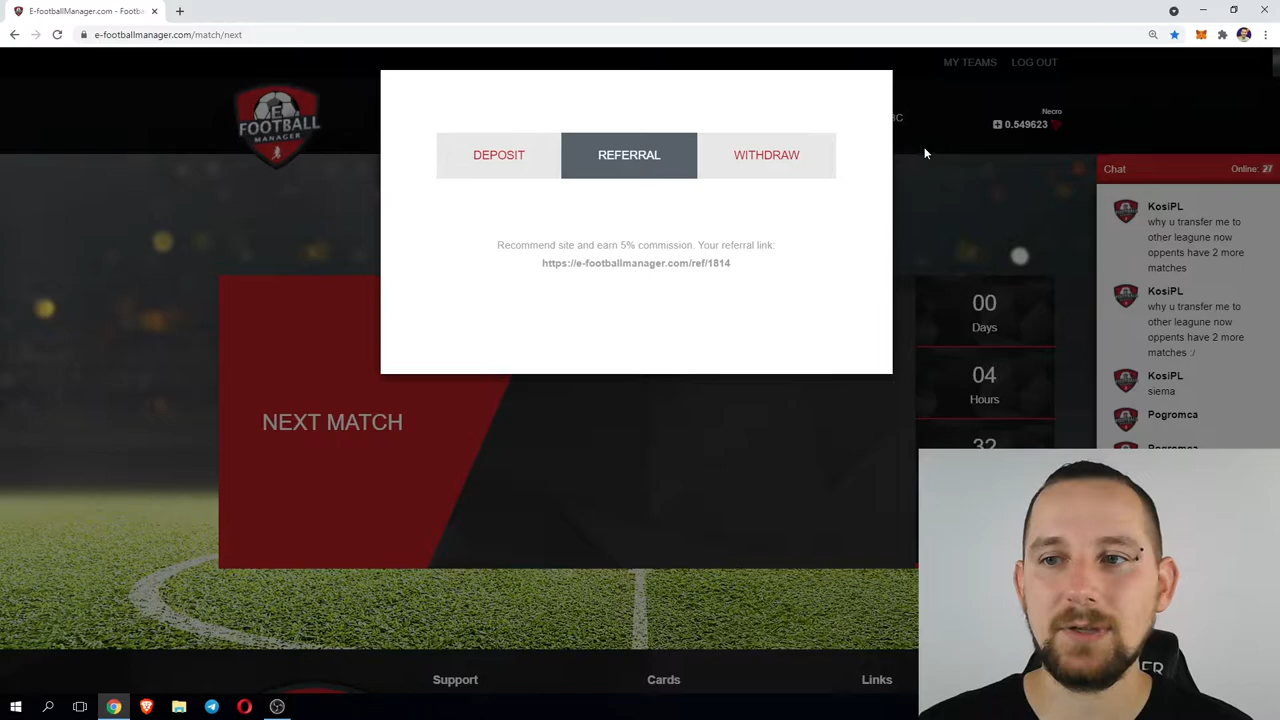 E-footballManager.com - Footb
e-footballmanager.com/match/next
MY TEAMS LOG OUT
E
FOOTBALL
MANAGER
Necro
0.549623
DEPOSIT REFERRAL WITHDRAW
Recommend site and earn 5% commission. Your referral link:
https://e-footballmanager.com/ref/1814
NEXT MATCH
00
Days
04
Hours
32
Chat Online: 27
KosiPL
why u transfer me to
other leagune now
oppents have 2 more
matches
KosiPL
why u transfer me to
other leagune now
oppents have 2 more
matches :/
KosiPL
siema
Pogromca
Pogromca
Support Cards Links